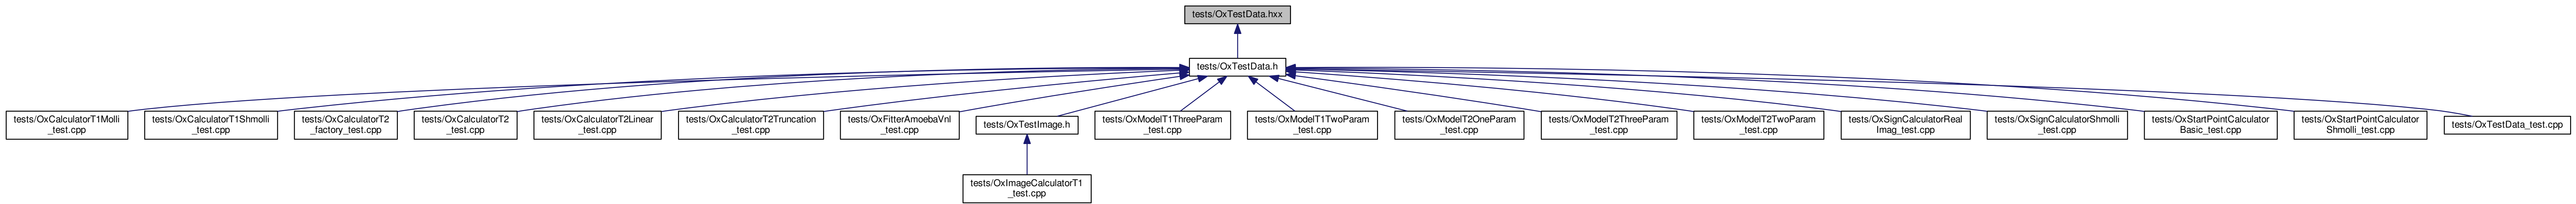 tests/OxTestData.hxx
tests/OxTestData.h
tests/OxCalculatorT1Molli
_test.cpp
tests/OxCalculatorT1Shmolli
_test.cpp
tests/OxCalculatorT2
_factory_test.cpp
tests/OxCalculatorT2
_test.cpp
tests/OxCalculatorT2Linear
_test.cpp
tests/OxCalculatorT2Truncation
_test.cpp
tests/OxFitterAmoebaVnl
_test.cpp
tests/OxTestImage.h
tests/OxModelT1ThreeParam
_test.cpp
tests/OxModelT1TwoParam
_test.cpp
tests/OxModelT2OneParam
_test.cpp
tests/OxModelT2ThreeParam
_test.cpp
tests/OxModelT2TwoParam
_test.cpp
tests/OxSignCalculatorReal
Imag_test.cpp
tests/OxSignCalculatorShmolli
_test.cpp
tests/OxStartPointCalculator
Basic_test.cpp
tests/OxStartPointCalculator
Shmolli_test.cpp
tests/OxTestData_test.cpp
tests/OxImageCalculatorT1
_test.cpp